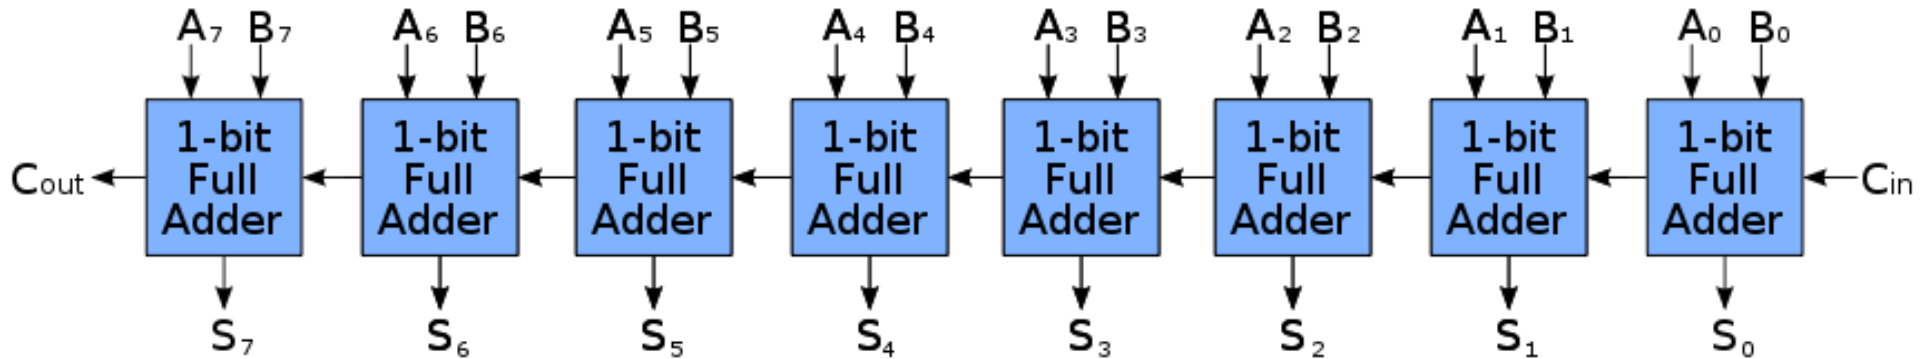 A₇ B₇ A₆ B₆ A₅ B₅ A₄ B₄ A₃ B₃ A₂ B₂ A₁ B₁ A₀ B₀
1-bit 1-bit 1-bit 1-bit 1-bit 1-bit 1-bit 1-bit
Cout Full Full Full Full Full Full Full Full Cin
Adder Adder Adder Adder Adder Adder Adder Adder
S₇ S₆ S₅ S₄ S₃ S₂ S₁ S₀